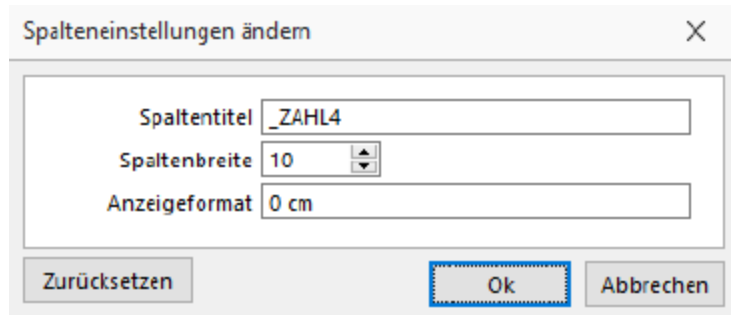 Spalteneinstellungen ändern
Spaltentitel _ZAHL4
Spaltenbreite 10
Anzeigeformat 0 cm
Zurücksetzen Ok Abbrechen